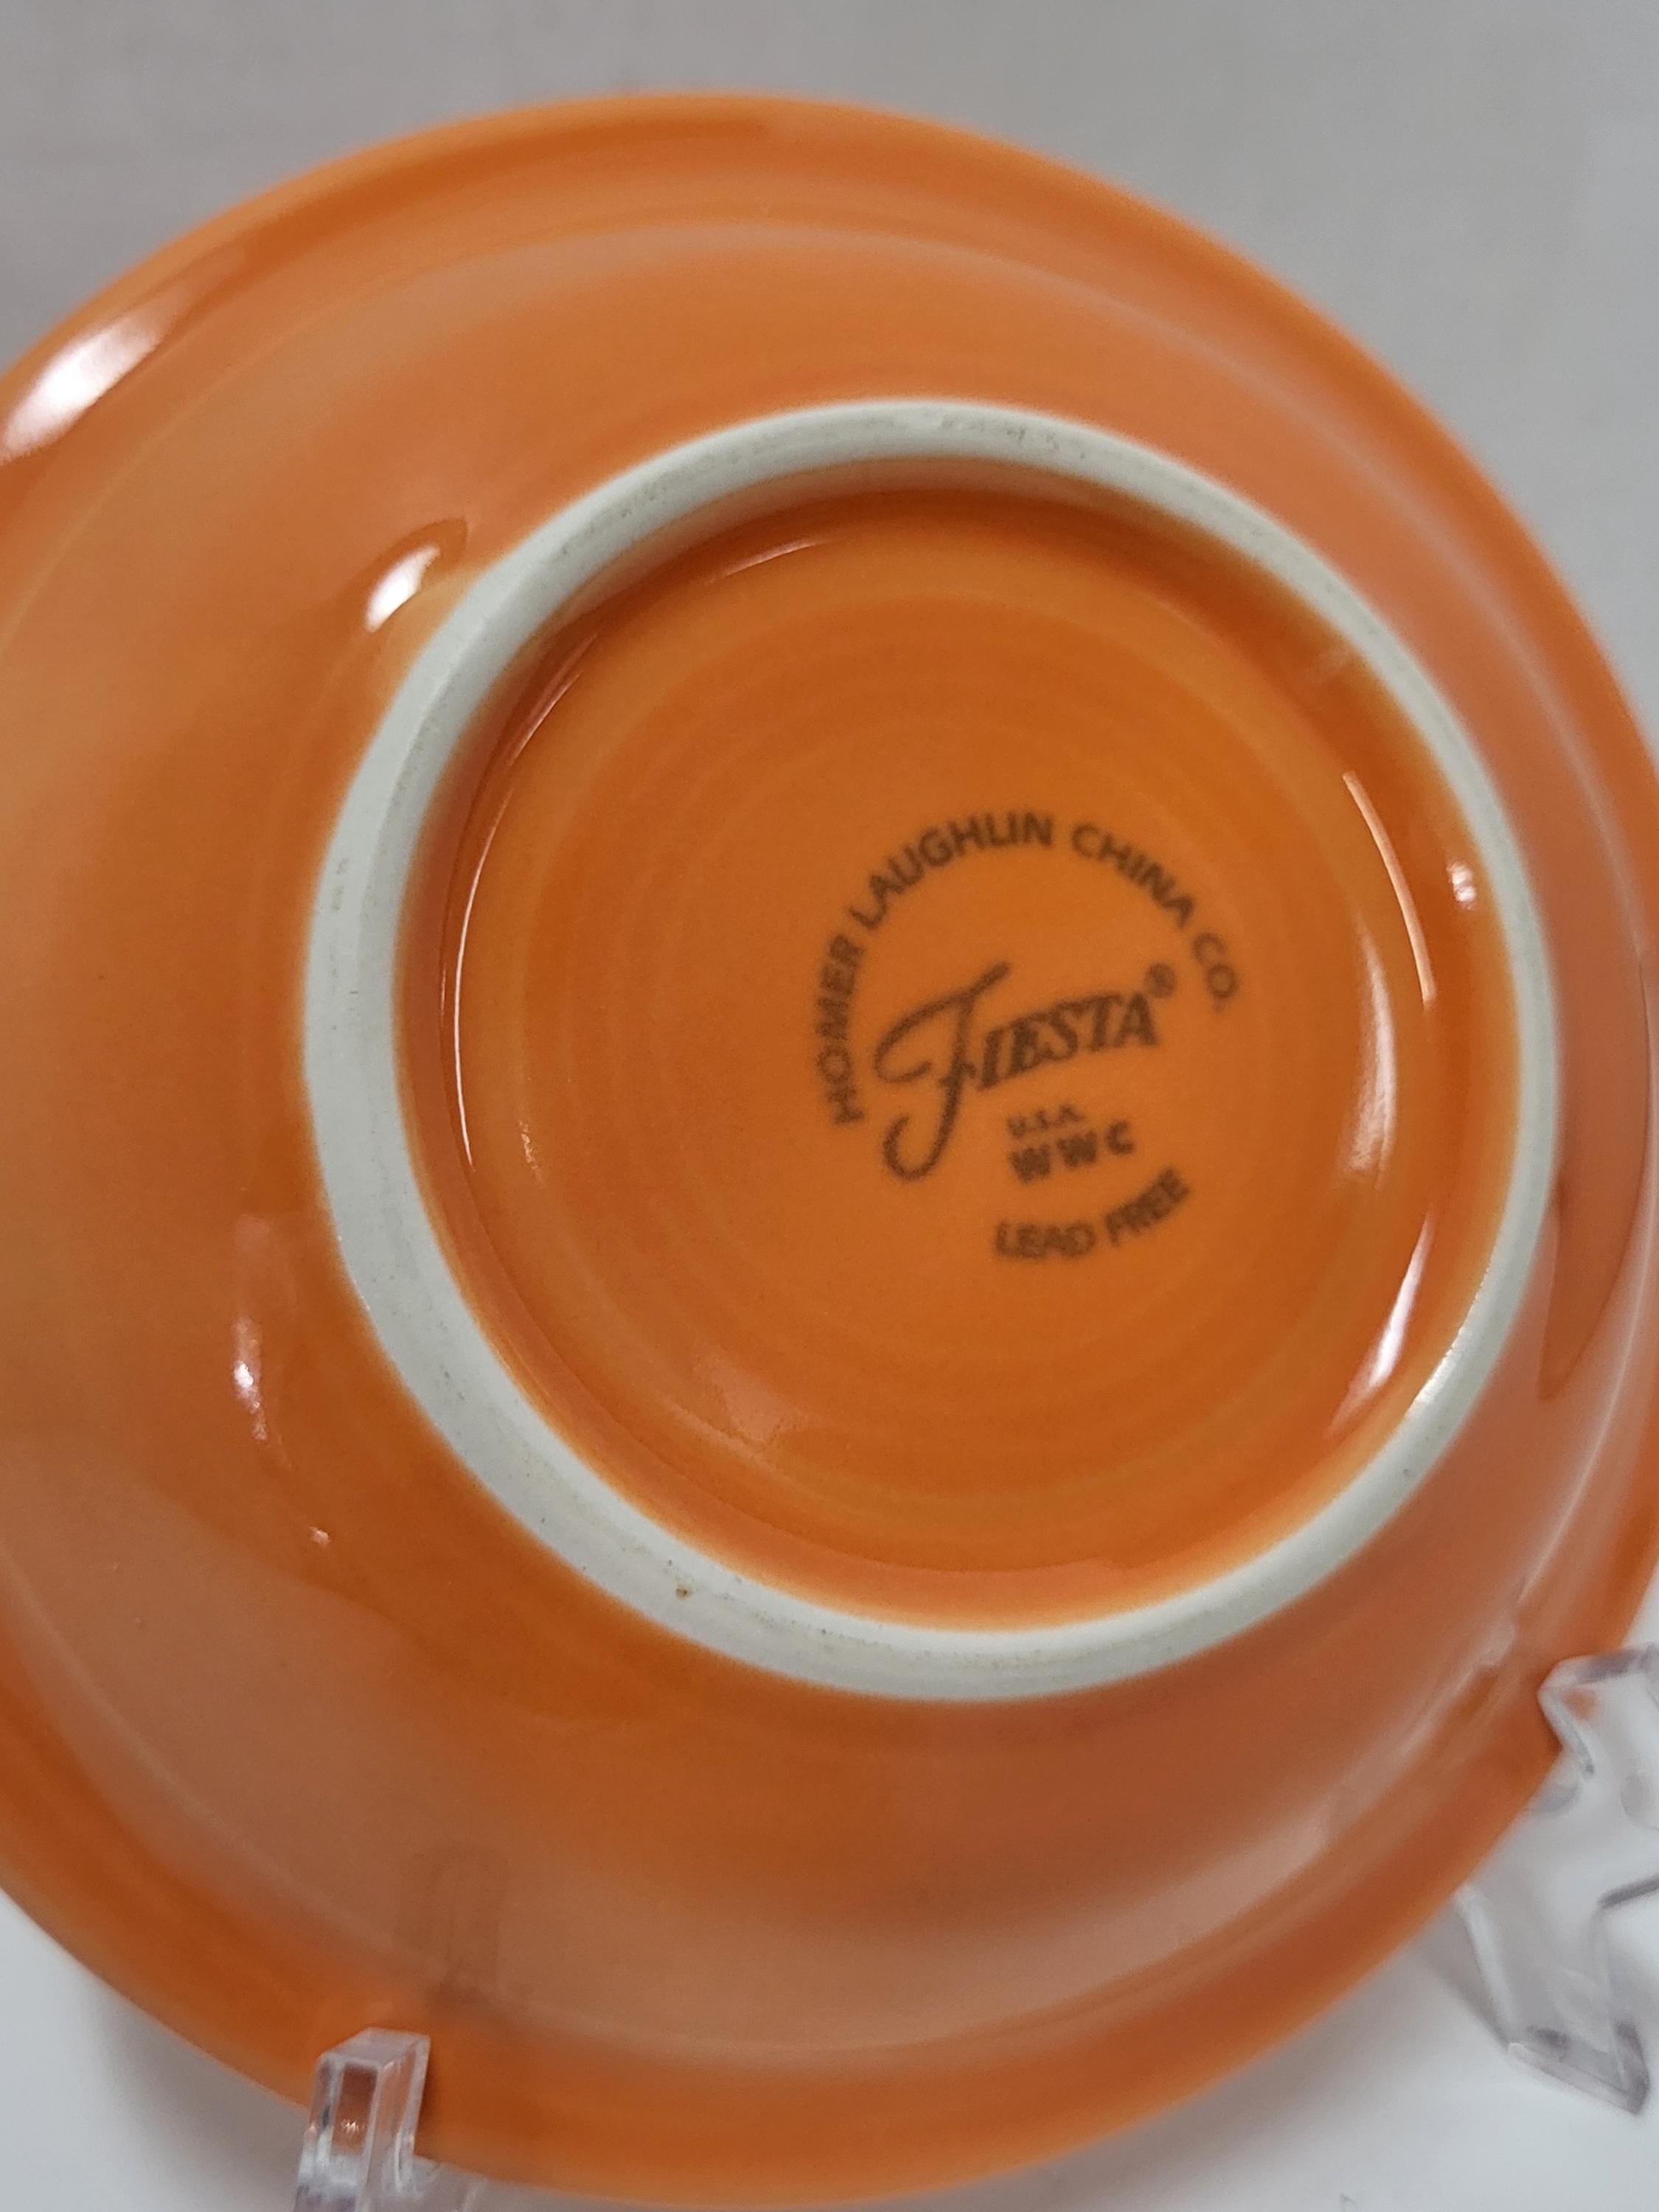 HOMER LAUGHLIN CHINA CO.
FIESTA®
U.S.A.
WWC
LEAD FREE